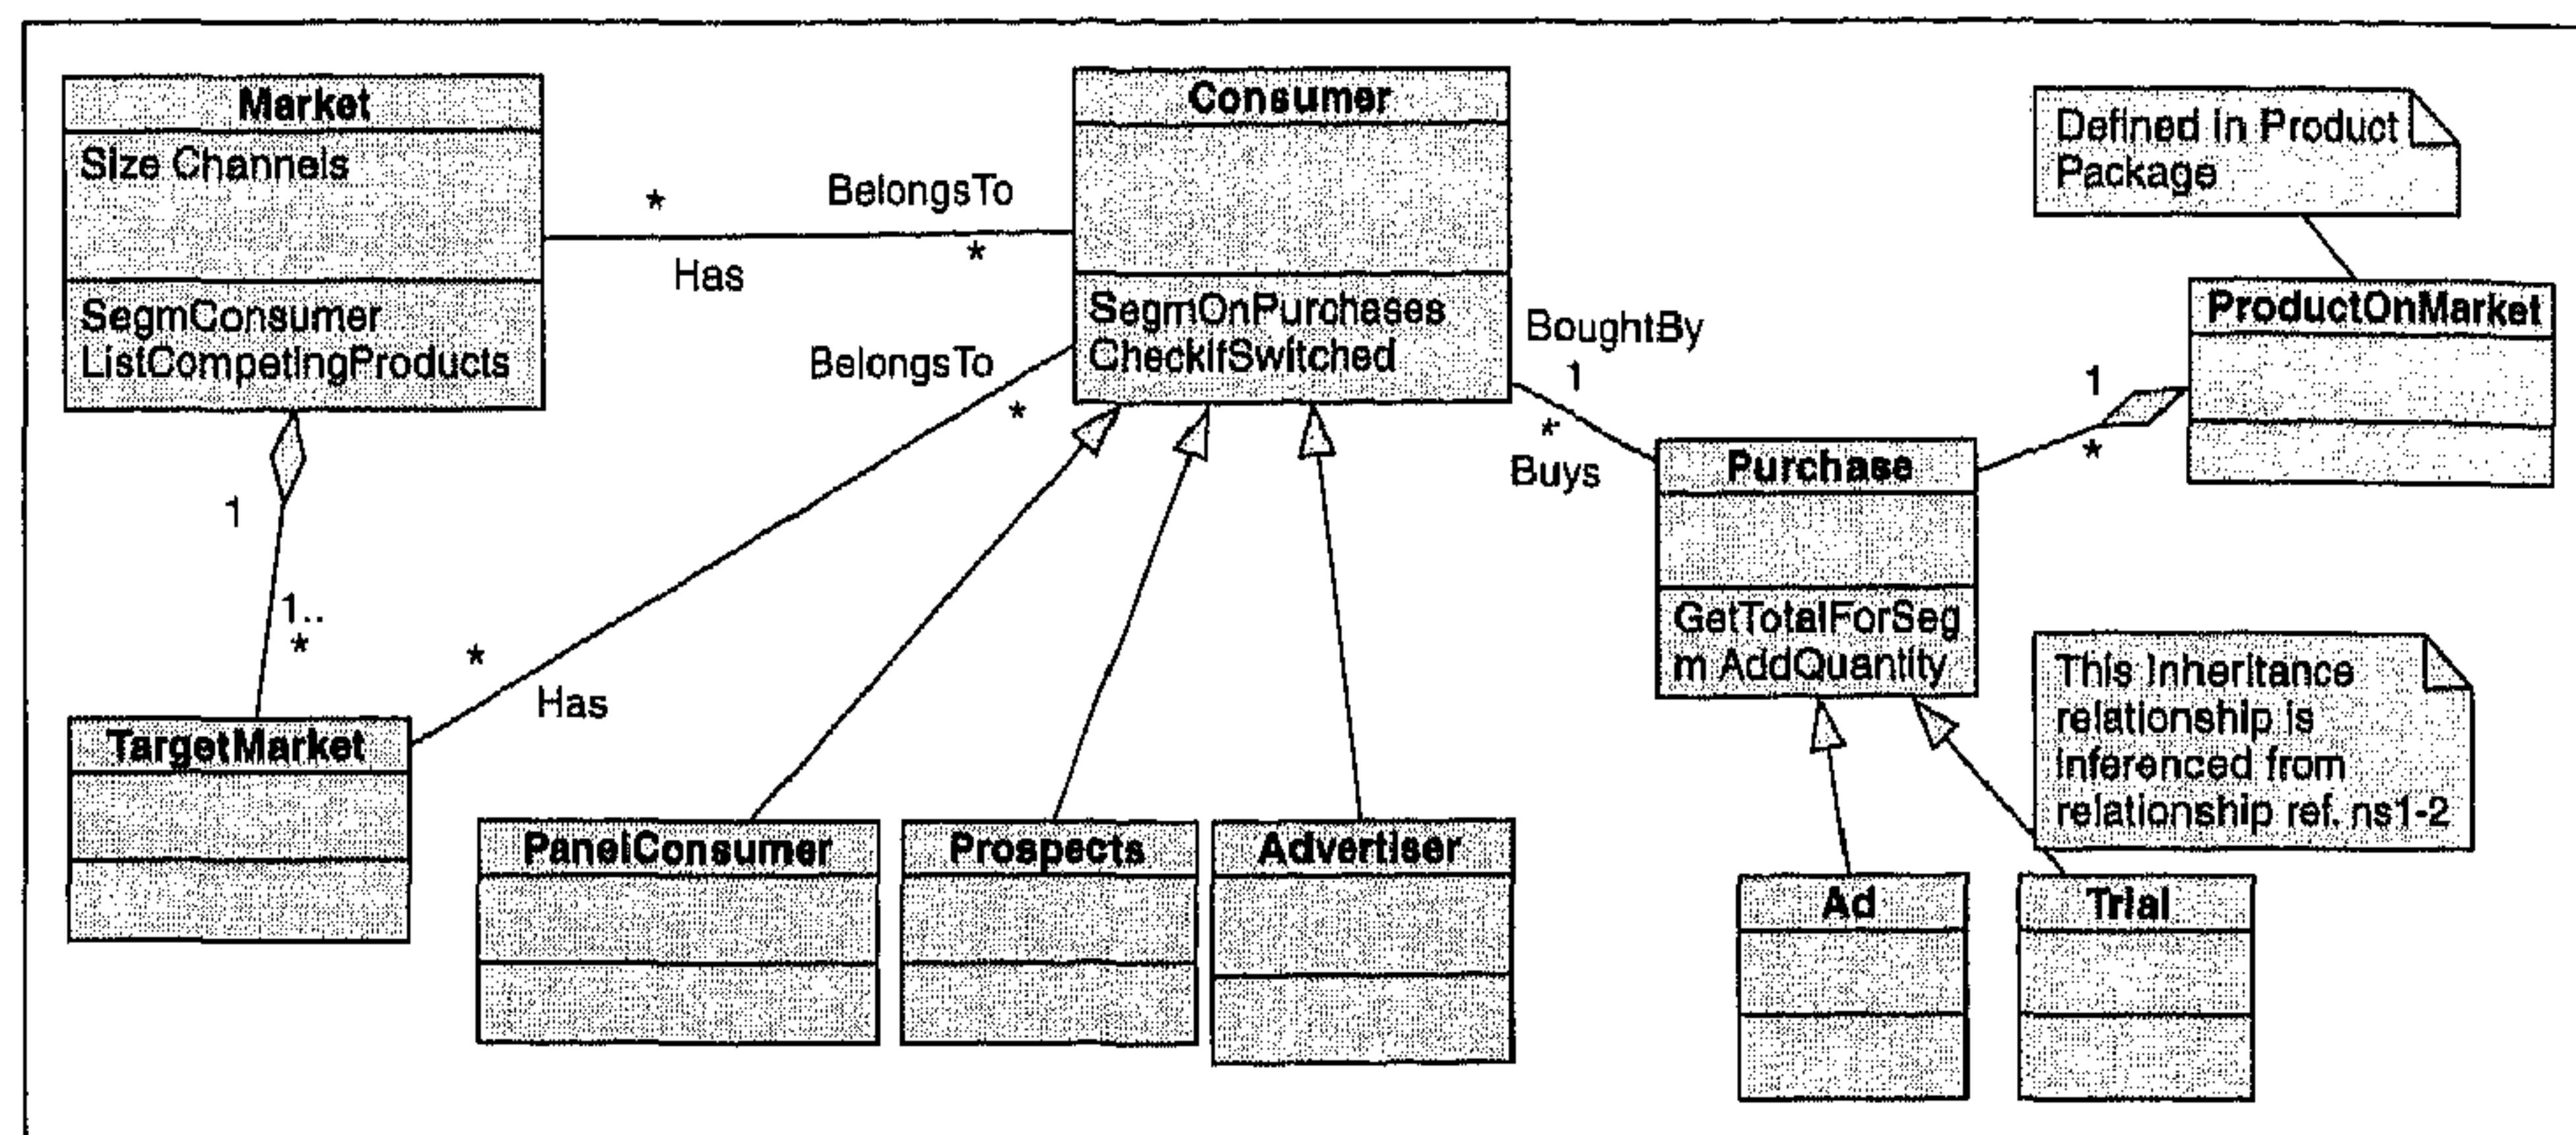 Market
Size Channels
SegmConsumer
ListCompetingProducts
*
BelongsTo
Has
*
Consumer
SegmOnPurchases
CheckIfSwitched
BelongsTo
*
*
Has
1
1..
*
TargetMarket
PanelConsumer
Prospects
Advertiser
BoughtBy
1
*
Buys
Purchase
GetTotalForSeg
m AddQuantity
1
*
Defined in Product
Package
ProductOnMarket
This Inheritance
relationship is
Inferenced from
relationship ref. ns1-2
Ad
Trial